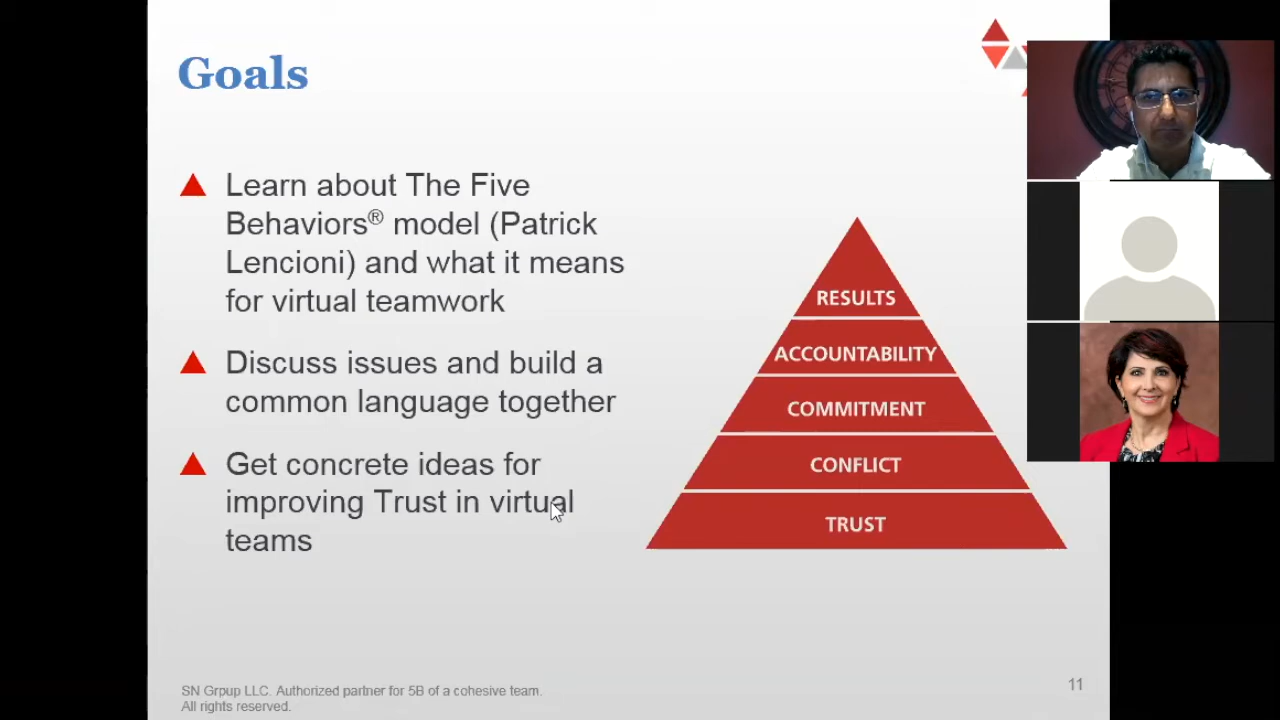 Goals
Learn about The Five
Behaviors® model (Patrick
Lencioni) and what it means
for virtual teamwork
Discuss issues and build a
common language together
Get concrete ideas for
improving Trust in virtual
teams
RESULTS
ACCOUNTABILITY
COMMITMENT
CONFLICT
TRUST
SN Grpup LLC. Authorized partner for 5B of a cohesive team.
All rights reserved.
11